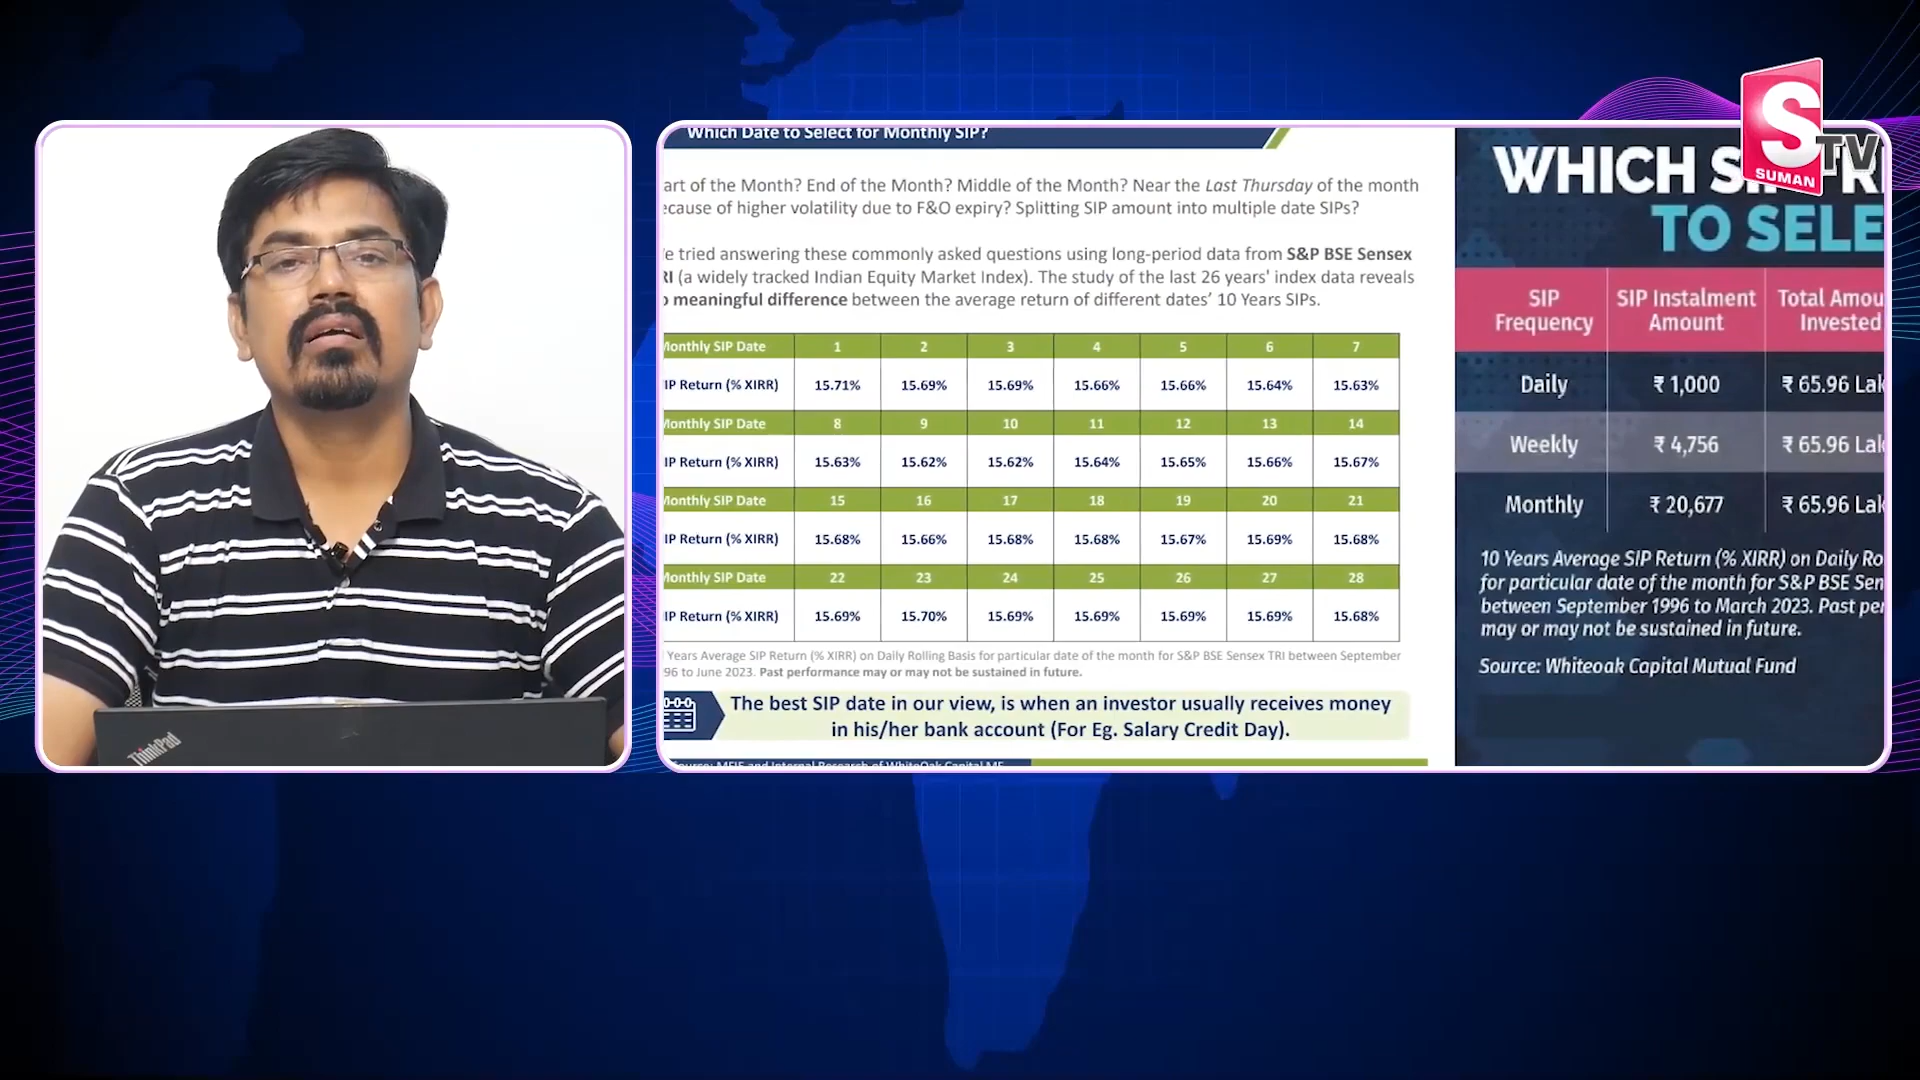 Which Date to Select for Monthly SIP?
art of the Month? End of the Month? Middle of the Month? Near the Last Thursday of the month
ecause of higher volatility due to F&O expiry? Splitting SIP amount into multiple date SIPs?
e tried answering these commonly asked questions using long-period data from S&P BSE Sensex
RI (a widely tracked Indian Equity Market Index). The study of the last 26 years' index data reveals
o meaningful difference between the average return of different dates' 10 Years SIPs.
Monthly SIP Date 1 2 3 4 5 6 7
IP Return (% XIRR) 15.71% 15.69% 15.69% 15.66% 15.66% 15.64% 15.63%
Monthly SIP Date 8 9 10 11 12 13 14
IP Return (% XIRR) 15.63% 15.62% 15.62% 15.64% 15.65% 15.66% 15.67%
Monthly SIP Date 15 16 17 18 19 20 21
IP Return (% XIRR) 15.68% 15.66% 15.68% 15.68% 15.67% 15.69% 15.68%
Monthly SIP Date 22 23 24 25 26 27 28
IP Return (% XIRR) 15.69% 15.70% 15.69% 15.69% 15.69% 15.69% 15.68%
Years Average SIP Return (% XIRR) on Daily Rolling Basis for particular date of the month for S&P BSE Sensex TRI between September
96 to June 2023. Past performance may or may not be sustained in future.
The best SIP date in our view, is when an investor usually receives money
in his/her bank account (For Eg. Salary Credit Day).
Source: MFIE and Internal Research of WhiteOak Capital MF
WHICH
TO SELE
SIP Frequency SIP Instalment Amount Total Amou Invested
Daily ₹ 1,000 ₹ 65.96 Lak
Weekly ₹ 4,756 ₹ 65.96 Lak
Monthly ₹ 20,677 ₹ 65.96 Lak
10 Years Average SIP Return (% XIRR) on Daily Ro
for particular date of the month for S&P BSE Sen
between September 1996 to March 2023. Past per
may or may not be sustained in future.
Source: Whiteoak Capital Mutual Fund
S
SUMAN
TV
ThinkPad